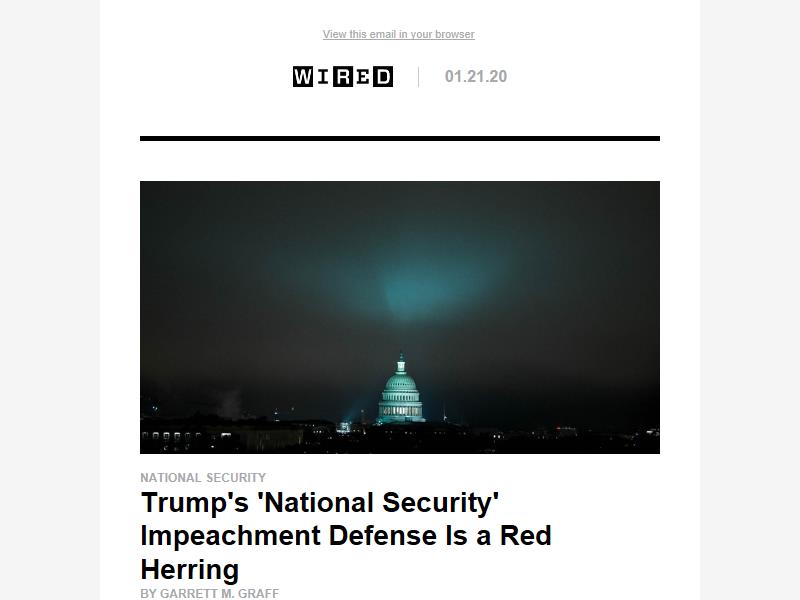 View this email in your browser
WIRED
01.21.20
NATIONAL SECURITY
Trump's 'National Security'
Impeachment Defense Is a Red
Herring
BY GARRETT M. GRAFF